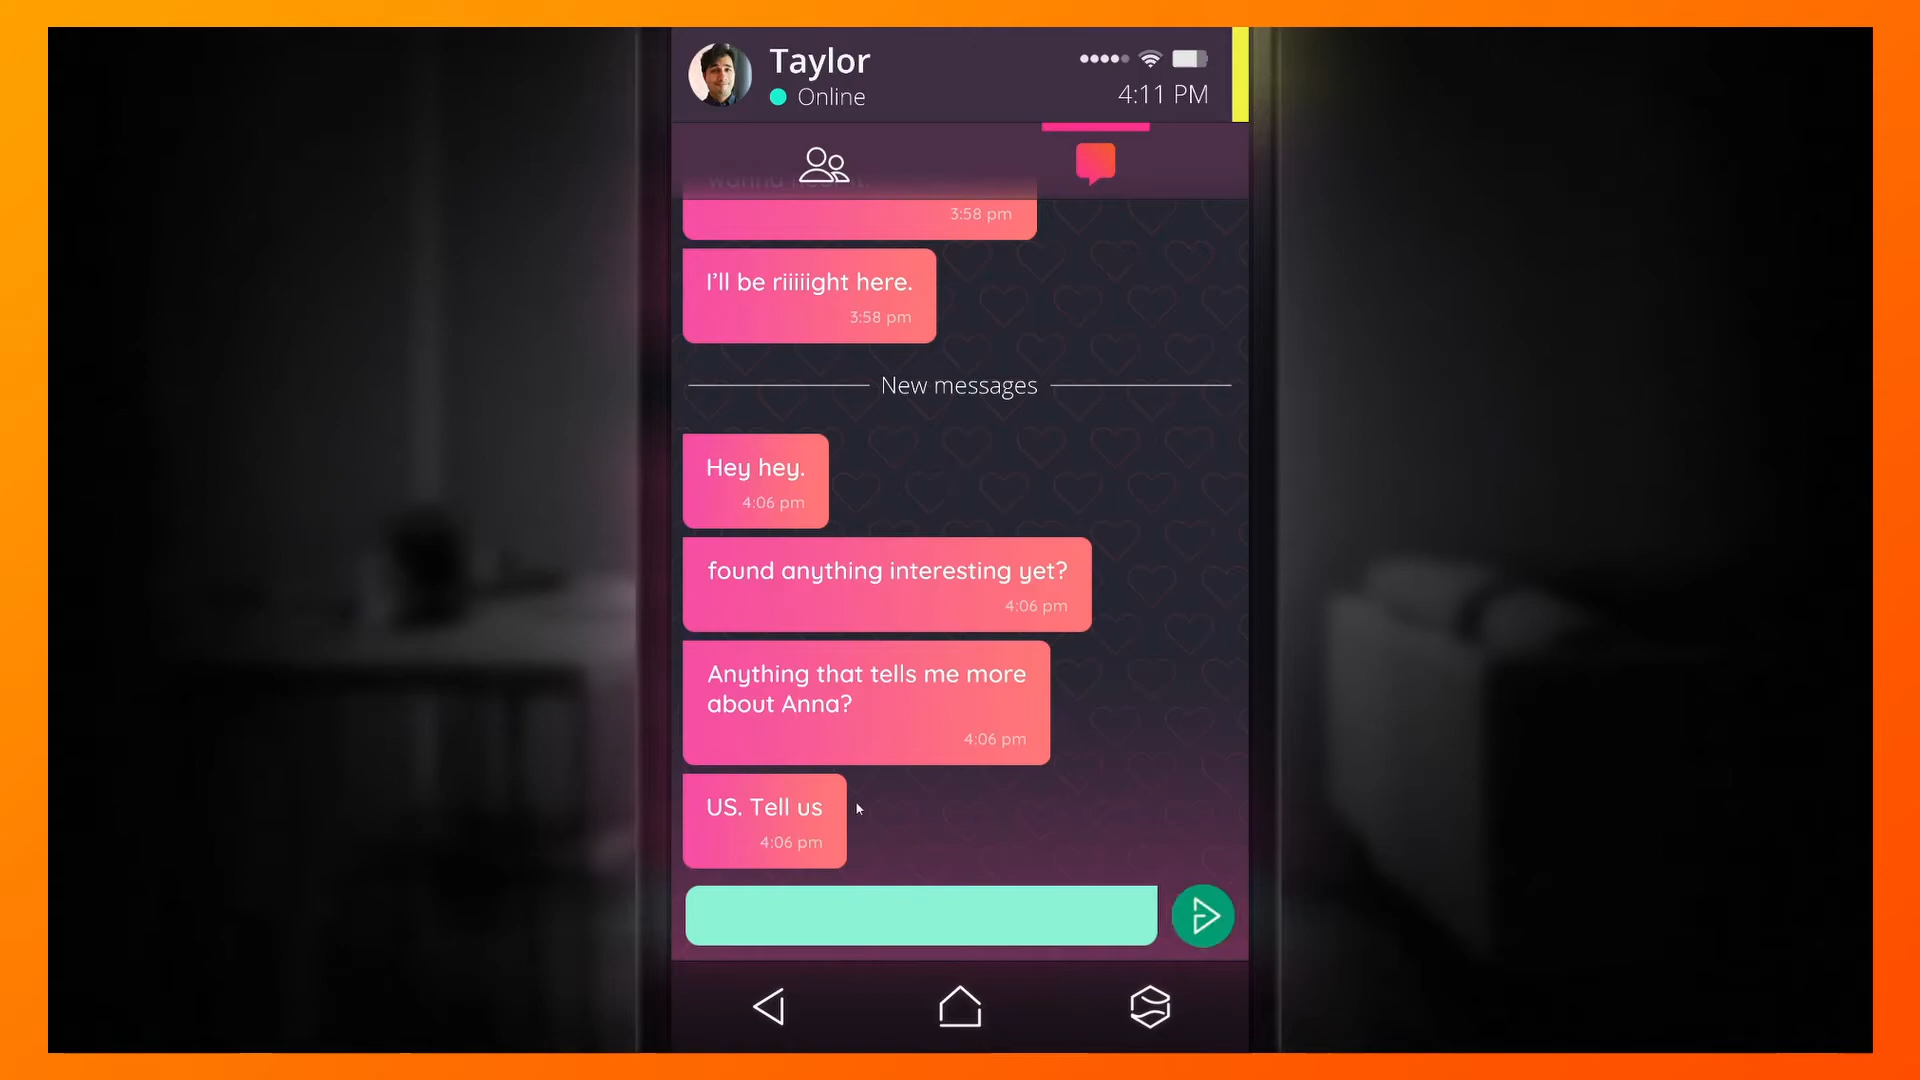 Taylor
Online
4:11 PM
3:58 pm
I'll be riiiiight here.
3:58 pm
New messages
Hey hey.
4:06 pm
found anything interesting yet?
4:06 pm
Anything that tells me more
about Anna?
4:06 pm
US. Tell us
4:06 pm